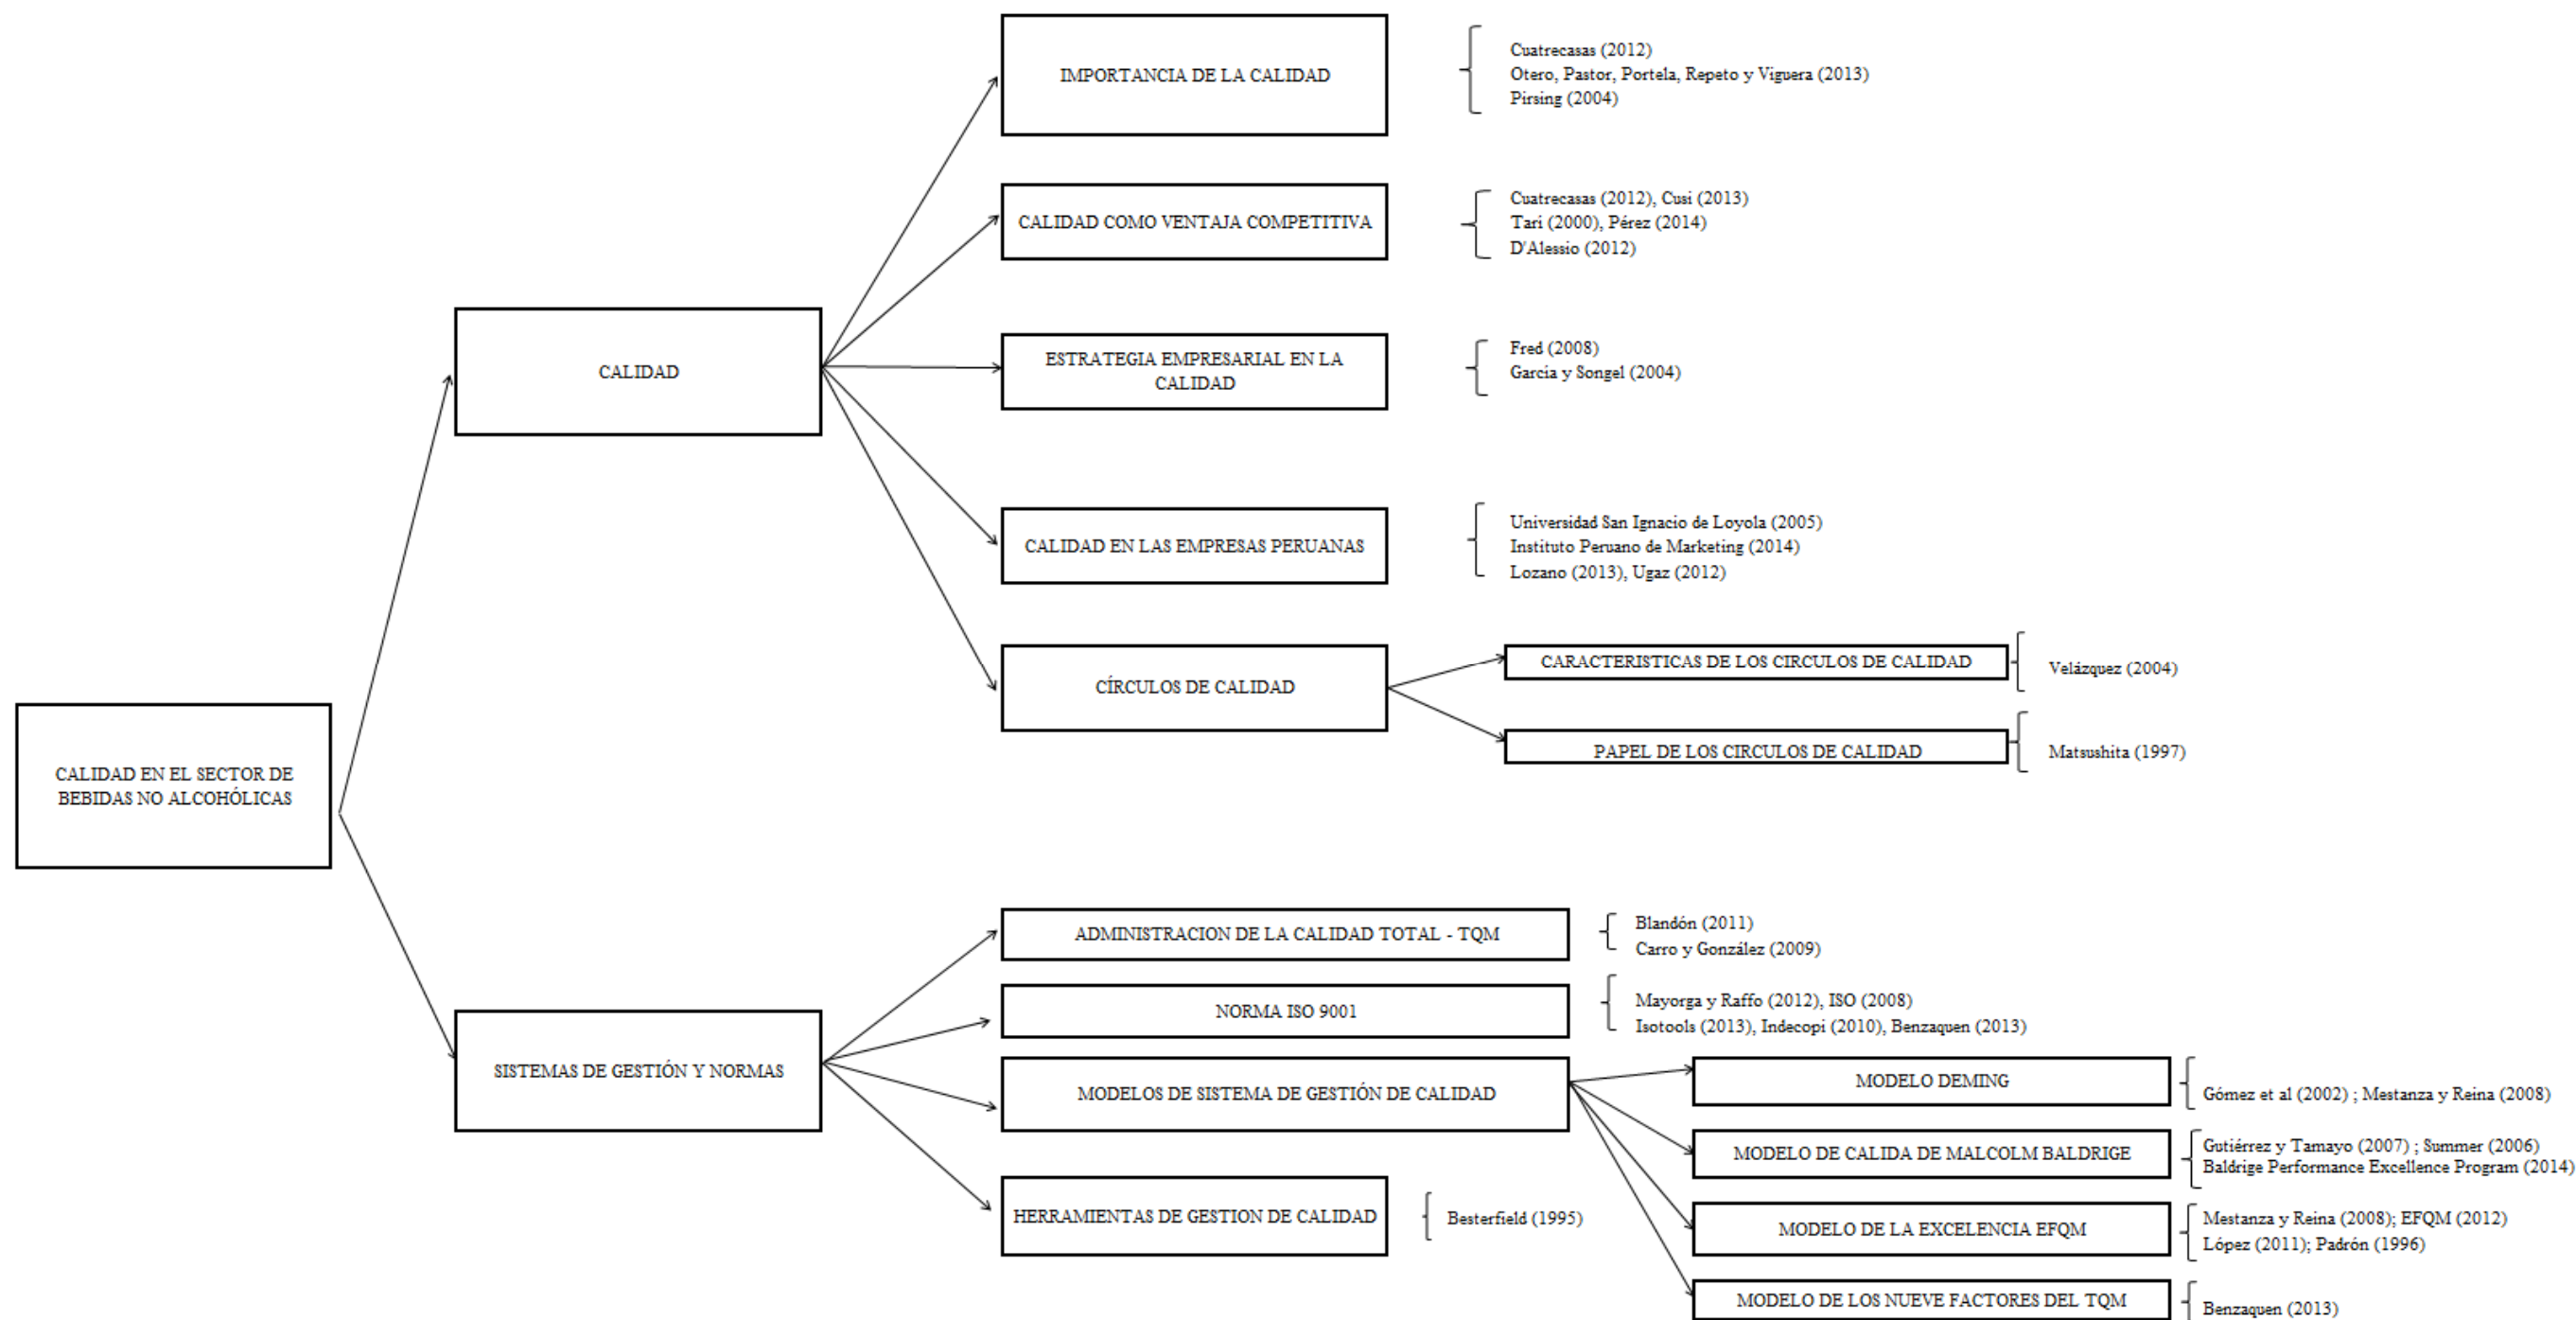 IMPORTANCIA DE LA CALIDAD
Cuatrecasas (2012)
Otero, Pastor, Portela, Repeto y Viguera (2013)
Pirsing (2004)
CALIDAD COMO VENTAJA COMPETITIVA
Cuatrecasas (2012), Cusi (2013)
Tari (2000), Pérez (2014)
D'Alessio (2012)
CALIDAD
ESTRATEGIA EMPRESARIAL EN LA
CALIDAD
Fred (2008)
García y Songel (2004)
CALIDAD EN LAS EMPRESAS PERUANAS
Universidad San Ignacio de Loyola (2005)
Instituto Peruano de Marketing (2014)
Lozano (2013), Ugaz (2012)
CÍRCULOS DE CALIDAD
CARACTERISTICAS DE LOS CIRCULOS DE CALIDAD
Velázquez (2004)
PAPEL DE LOS CIRCULOS DE CALIDAD
Matsushita (1997)
CALIDAD EN EL SECTOR DE
BEBIDAS NO ALCOHÓLICAS
ADMINISTRACION DE LA CALIDAD TOTAL - TQM
Blandón (2011)
Carro y González (2009)
NORMA ISO 9001
Mayorga y Raffo (2012), ISO (2008)
Isotools (2013), Indecopi (2010), Benzaquen (2013)
SISTEMAS DE GESTIÓN Y NORMAS
MODELOS DE SISTEMA DE GESTIÓN DE CALIDAD
MODELO DEMING
Gómez et al (2002) ; Mestanza y Reina (2008)
MODELO DE CALIDA DE MALCOLM BALDRIGE
Gutiérrez y Tamayo (2007) ; Summer (2006)
Baldrige Performance Excellence Program (2014)
MODELO DE LA EXCELENCIA EFQM
Mestanza y Reina (2008); EFQM (2012)
López (2011); Padrón (1996)
MODELO DE LOS NUEVE FACTORES DEL TQM
Benzaquen (2013)
HERRAMIENTAS DE GESTION DE CALIDAD
Besterfield (1995)